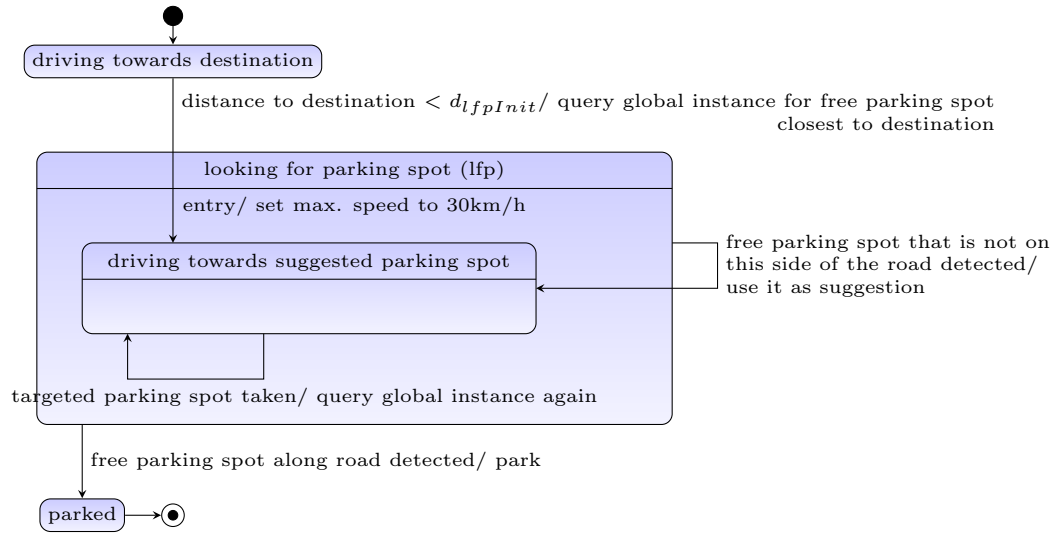 driving towards destination
distance to destination < d_{lfpInit}/ query global instance for free parking spot
closest to destination
looking for parking spot (lfp)
entry/ set max. speed to 30km/h
driving towards suggested parking spot
free parking spot that is not on
this side of the road detected/
use it as suggestion
targeted parking spot taken/ query global instance again
free parking spot along road detected/ park
parked